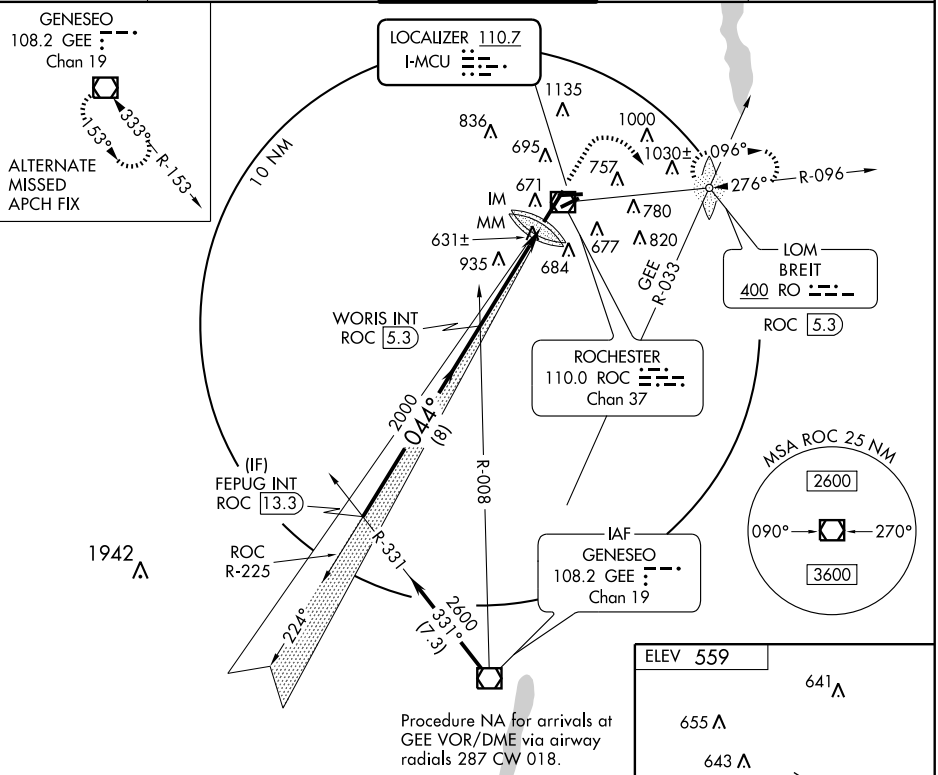 GENESEO
108.2 GEE
Chan 19
333°
153°
R-153
ALTERNATE
MISSED
APCH FIX
LOCALIZER 110.7
I-MCU
10 NM
1135
836
1000
695
1030±
096°
757
276°
R-096
671
IM
MM
780
631±
677
820
935
684
GEE
R-033
LOM
BREIT
400 RO
ROC 5.3
WORIS INT
ROC 5.3
ROCHESTER
110.0 ROC
Chan 37
2000
044°
(8)
R-008
MSA ROC 25 NM
2600
090°
270°
3600
(IF)
FEPUG INT
ROC 13.3
R-331
ROC
R-225
1942
224°
2600
331°
(7.3)
IAF
GENESEO
108.2 GEE
Chan 19
Procedure NA for arrivals at
GEE VOR/DME via airway
radials 287 CW 018.
ELEV 559
641
655
643